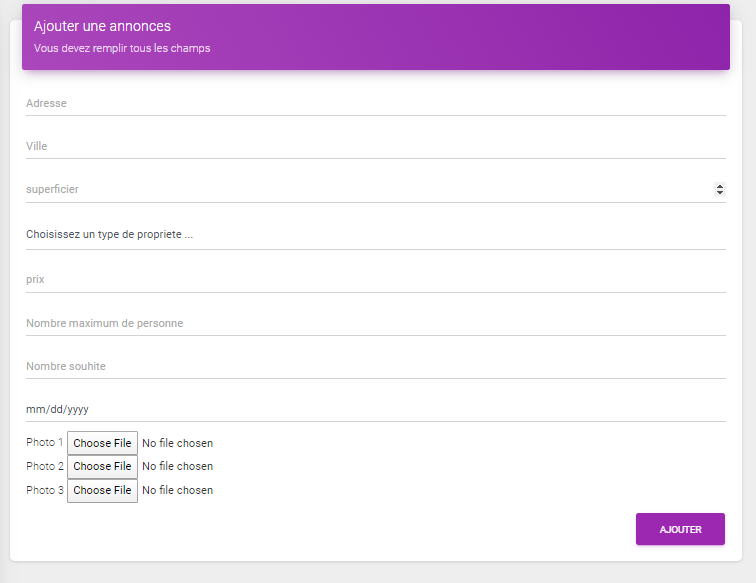 Ajouter une annonces
Vous devez remplir tous les champs
Adresse
Ville
superficier
Choisissez un type de propriete ...
prix
Nombre maximum de personne
Nombre souhite
mm/dd/yyyy
Photo 1 Choose File No file chosen
Photo 2 Choose File No file chosen
Photo 3 Choose File No file chosen
AJOUTER